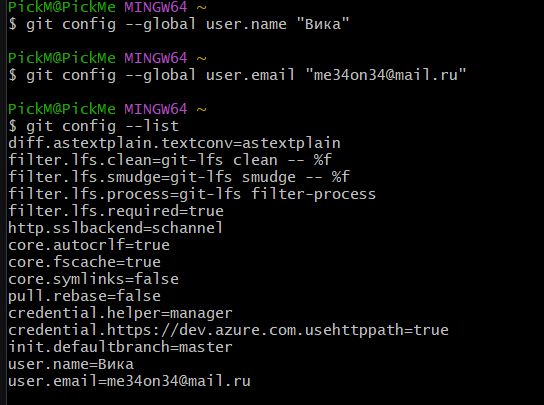 PickM@PickMe MINGW64 ~
$ git config --global user.name "Вика"
PickM@PickMe MINGW64 ~
$ git config --global user.email "me34on34@mail.ru"
PickM@PickMe MINGW64 ~
$ git config --list
diff.astextplain.textconv=astextplain
filter.lfs.clean=git-lfs clean -- %f
filter.lfs.smudge=git-lfs smudge -- %f
filter.lfs.process=git-lfs filter-process
filter.lfs.required=true
http.sslbackend=schannel
core.autocrlf=true
core.fscache=true
core.symlinks=false
pull.rebase=false
credential.helper=manager
credential.https://dev.azure.com.usehttppath=true
init.defaultbranch=master
user.name=Вика
user.email=me34on34@mail.ru